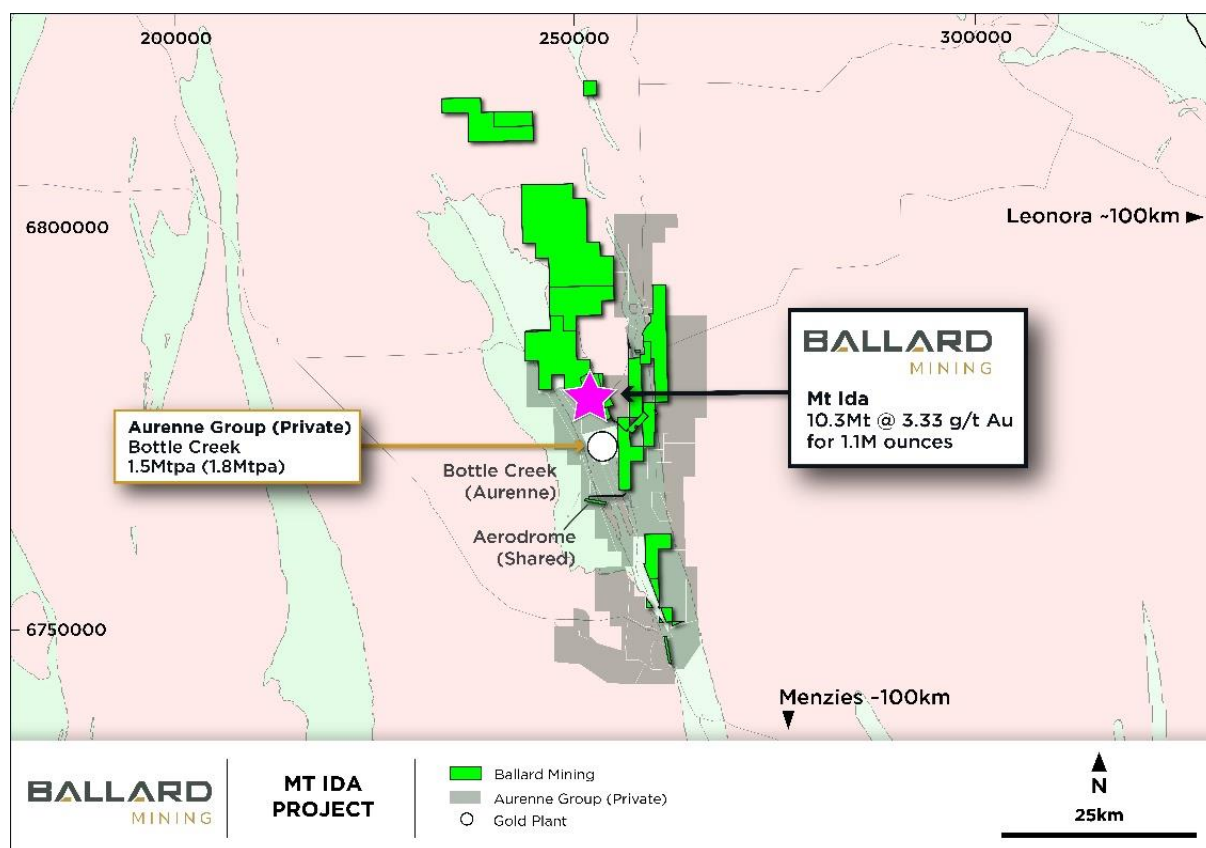 200000
250000
300000
6800000
Leonora ~100km
BALLARD
MINING
Mt Ida
10.3Mt @ 3.33 g/t Au
for 1.1M ounces
Aurenne Group (Private)
Bottle Creek
1.5Mtpa (1.8Mtpa)
Bottle Creek
(Aurenne)
Aerodrome
(Shared)
6750000
Menzies ~100km
BALLARD
MINING
MT IDA
PROJECT
Ballard Mining
Aurenne Group (Private)
Gold Plant
N
25km